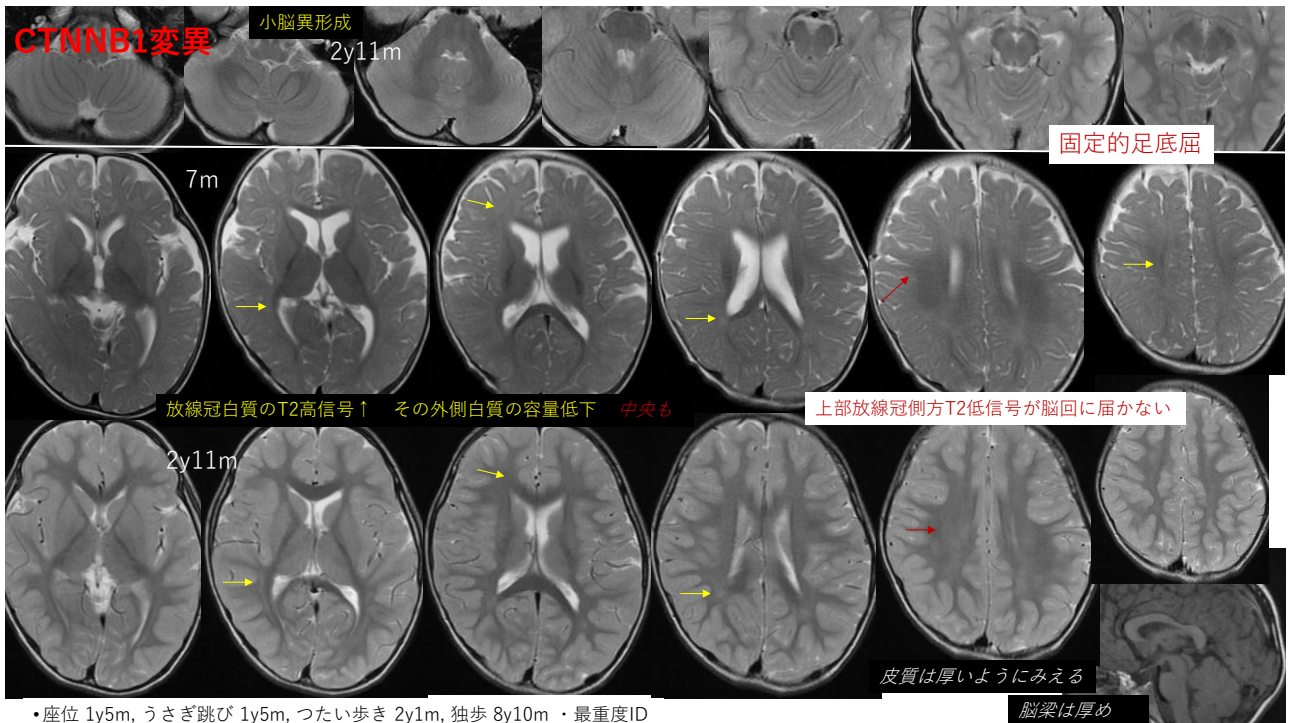 小脳異形成
CTNNB1変異
2y11m
固定的足底屈
7m
放線冠白質のT2高信号↑ その外側白質の容量低下 中央も
上部放線冠側方T2低信号が脳回に届かない
2y11m
皮質は厚いようにみえる
脳梁は厚め
•座位 1y5m, うさぎ跳び 1y5m, つたい歩き 2y1m, 独歩 8y10m ・最重度ID